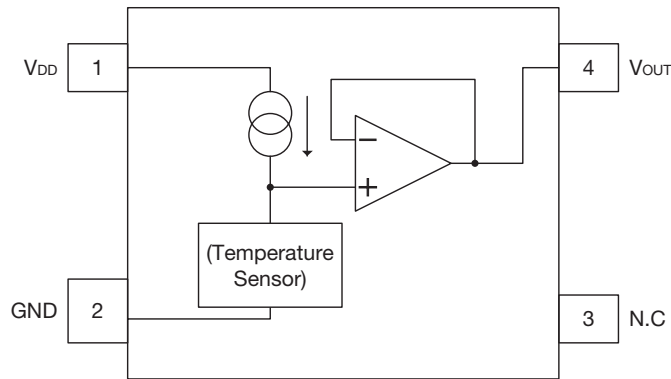 VDD 1
4 VOUT
−
+
(Temperature
Sensor)
GND 2
3 N.C